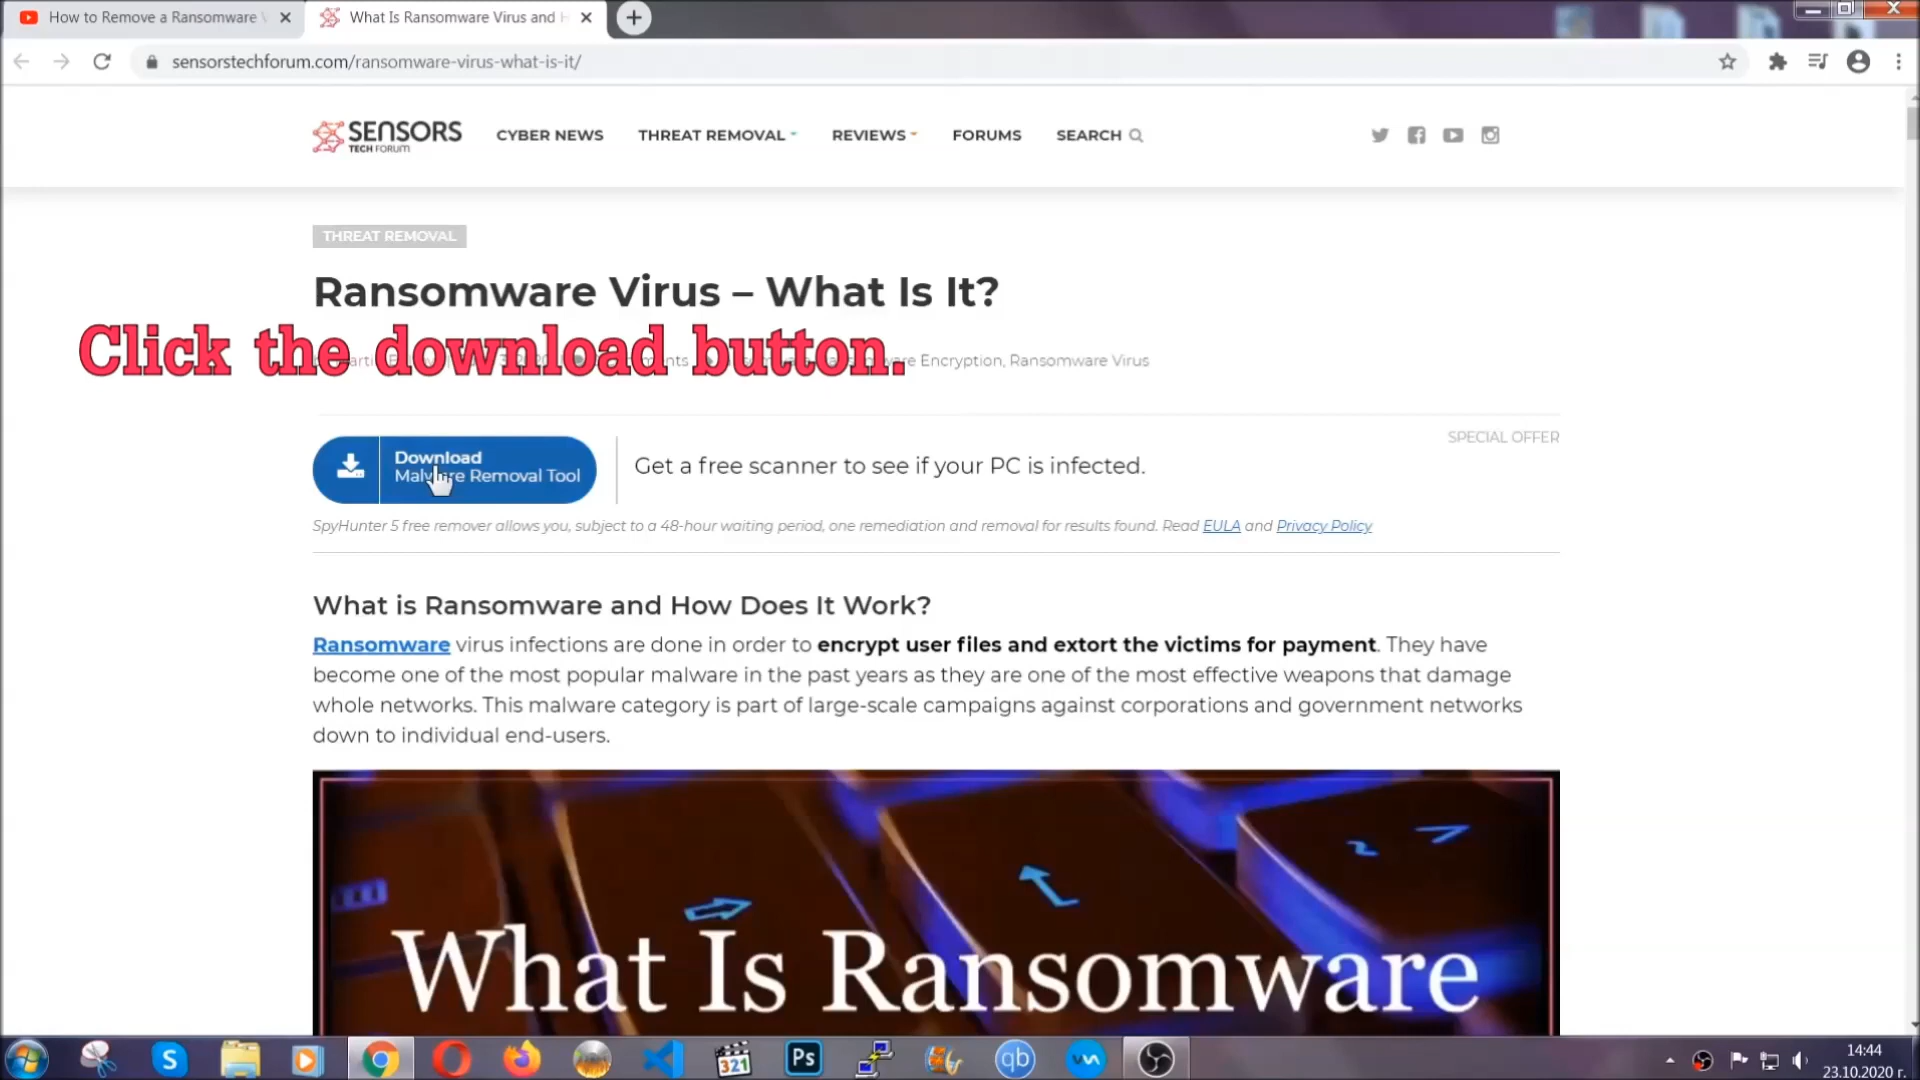 How to Remove a Ransomware
What Is Ransomware Virus and H
sensorstechforum.com/ransomware-virus-what-is-it/
SENSORS
TECH FORUM
CYBER NEWS
THREAT REMOVAL
REVIEWS
FORUMS
SEARCH
THREAT REMOVAL
Ransomware Virus – What Is It?
Click the download button.
Encryption, Ransomware Virus
SPECIAL OFFER
Download
Malware Removal Tool
Get a free scanner to see if your PC is infected.
SpyHunter 5 free remover allows you, subject to a 48-hour waiting period, one remediation and removal for results found. Read EULA and Privacy Policy
What is Ransomware and How Does It Work?
Ransomware virus infections are done in order to encrypt user files and extort the victims for payment. They have
become one of the most popular malware in the past years as they are one of the most effective weapons that damage
whole networks. This malware category is part of large-scale campaigns against corporations and government networks
down to individual end-users.
What Is Ransomware
S
321
Ps
qb
14:44
23.10.2020 г.